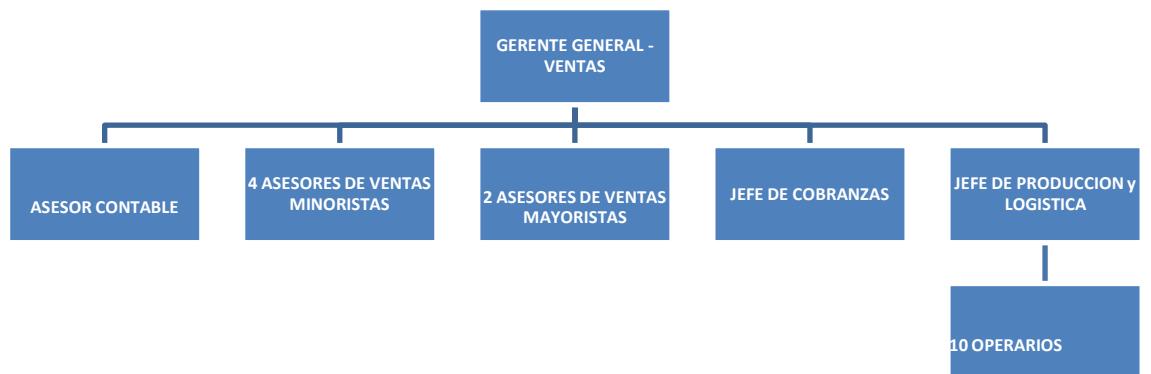 GERENTE GENERAL -
VENTAS
ASESOR CONTABLE
4 ASESORES DE VENTAS
MINORISTAS
2 ASESORES DE VENTAS
MAYORISTAS
JEFE DE COBRANZAS
JEFE DE PRODUCCION y
LOGISTICA
10 OPERARIOS